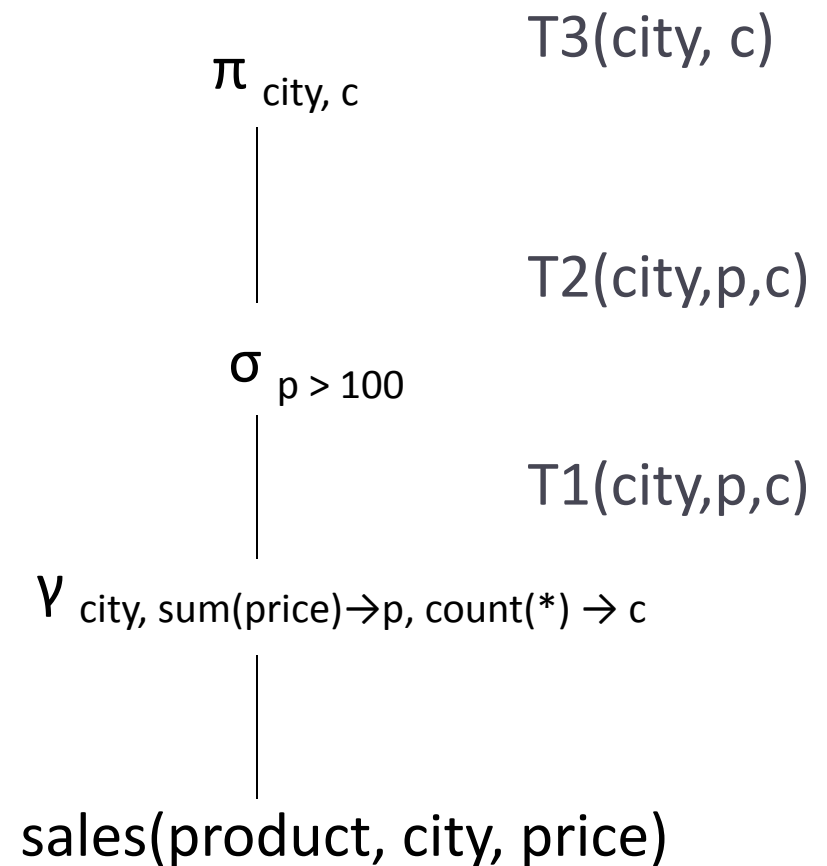 T3(city, c)
π city, c
T2(city,p,c)
σ p > 100
T1(city,p,c)
γ city, sum(price)→p, count(*) → c
sales(product, city, price)